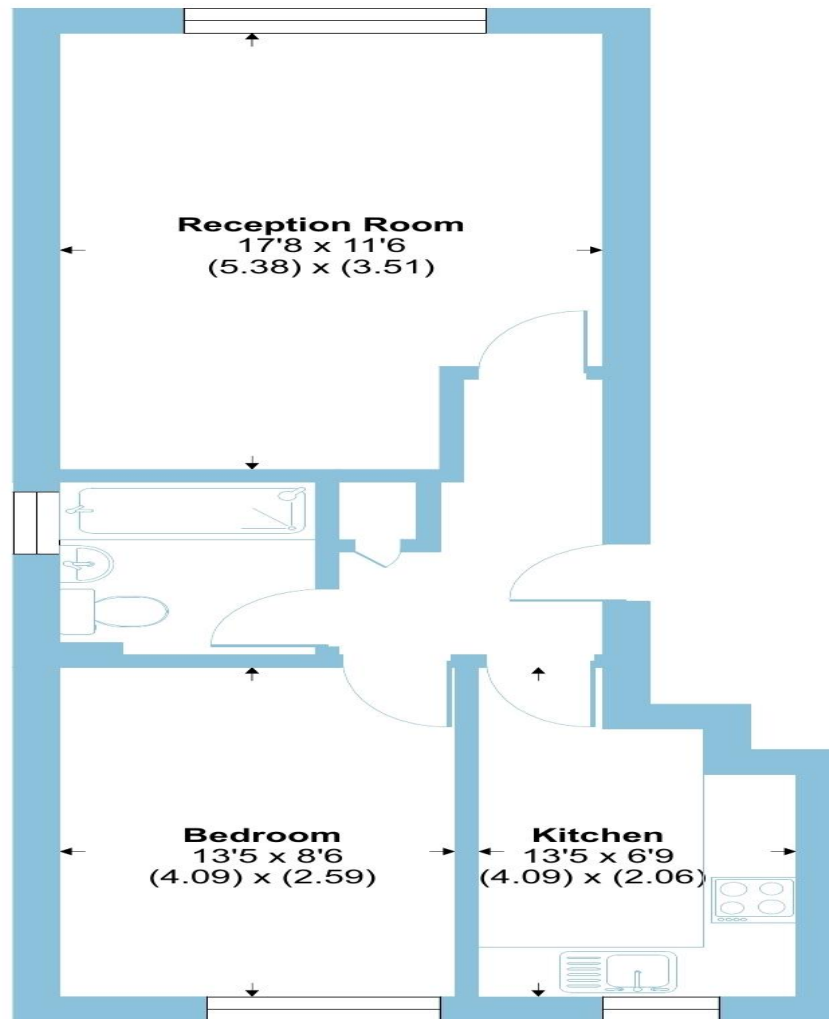 Reception Room
17'8 x 11'6
(5.38) x (3.51)
Bedroom
13'5 x 8'6
(4.09) x (2.59)
Kitchen
13'5 x 6'9
(4.09) x (2.06)